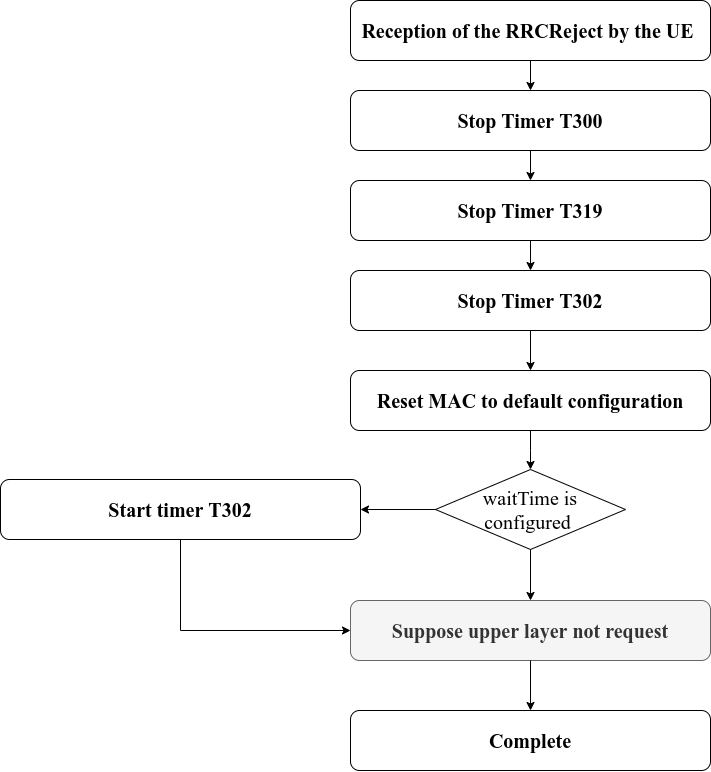 Reception of the RRCReject by the UE
Stop Timer T300
Stop Timer T319
Stop Timer T302
Reset MAC to default configuration
waitTime is
configured
Start timer T302
Suppose upper layer not request
Complete